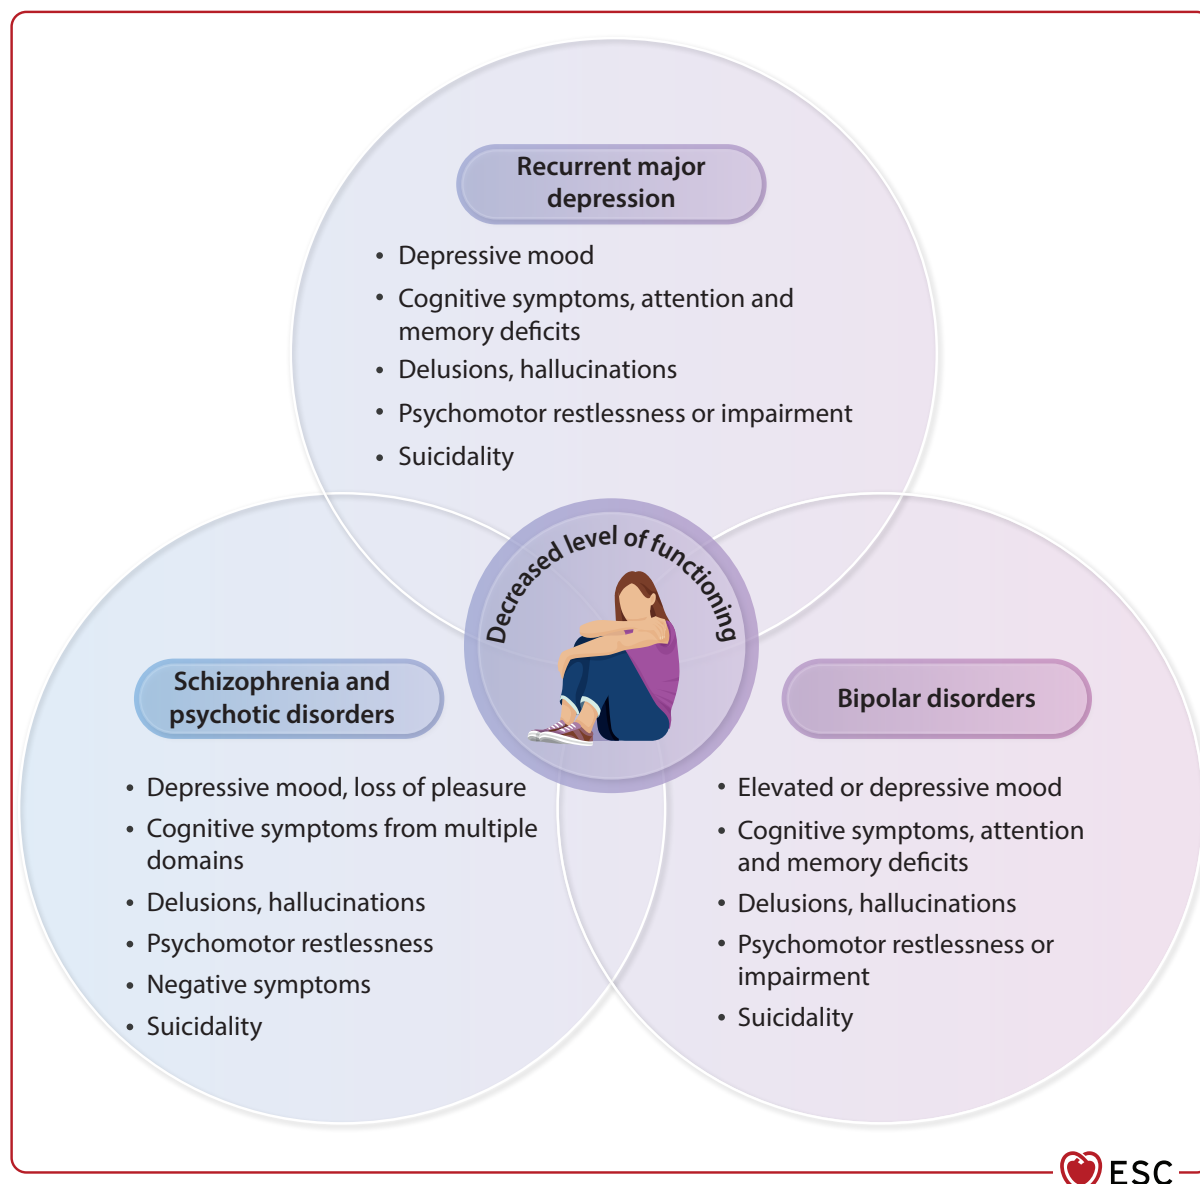 Recurrent major
depression
• Depressive mood
• Cognitive symptoms, attention and
memory deficits
• Delusions, hallucinations
• Psychomotor restlessness or impairment
• Suicidality
Decreased level of functioning
Schizophrenia and
psychotic disorders
• Depressive mood, loss of pleasure
• Cognitive symptoms from multiple
domains
• Delusions, hallucinations
• Psychomotor restlessness
• Negative symptoms
• Suicidality
Bipolar disorders
• Elevated or depressive mood
• Cognitive symptoms, attention
and memory deficits
• Delusions, hallucinations
• Psychomotor restlessness or
impairment
• Suicidality
ESC